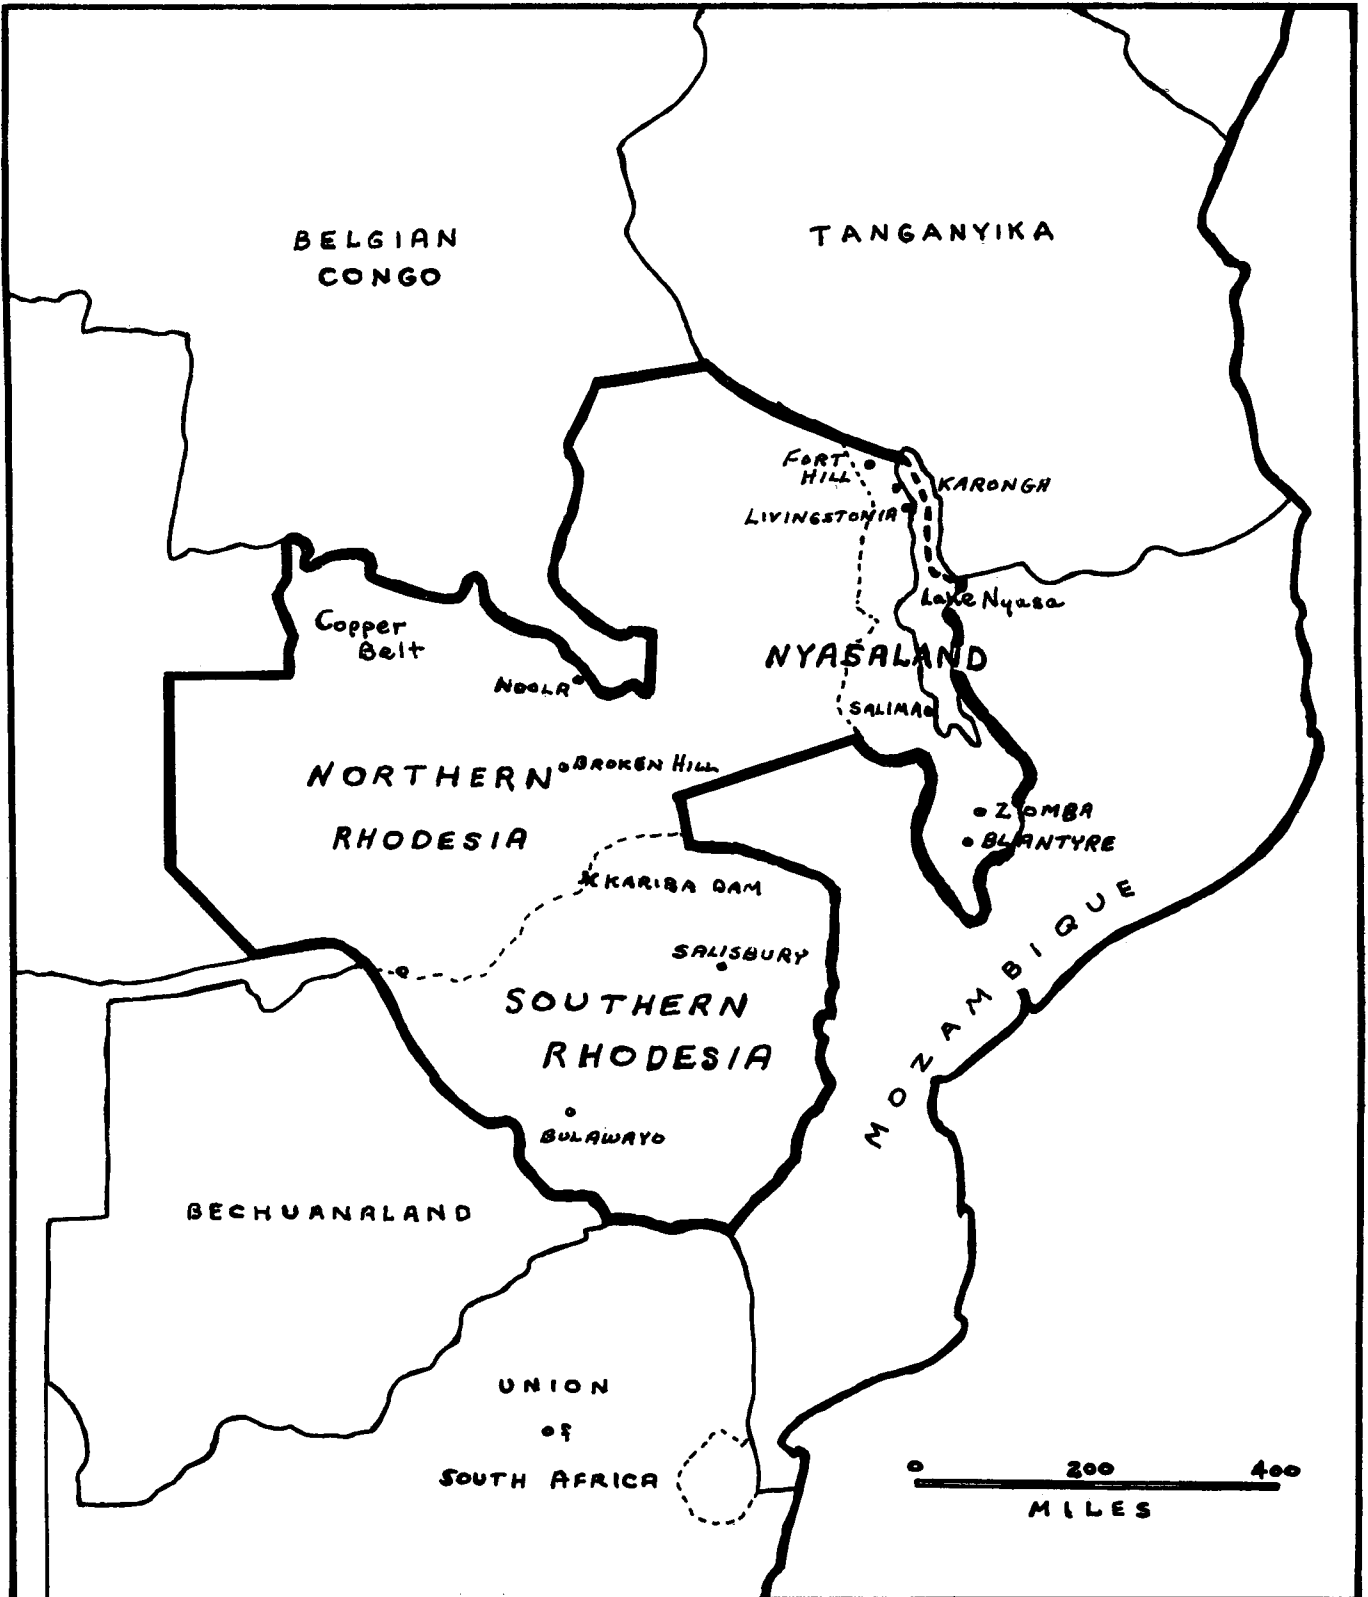 BELGIAN
CONGO
TANGANYIKA
FORT
HILL
KARONGA
LIVINGSTONIA
Lake Nyasa
Copper
Belt
NYASALAND
NDOLA
SALIMA
NORTHERN
RHODESIA
BROKEN HILL
ZOMBA
BLANTYRE
KARIBA DAM
MOZAMBIQUE
SALISBURY
SOUTHERN
RHODESIA
BULAWAYO
BECHUANALAND
UNION
of
SOUTH AFRICA
0 200 400
MILES